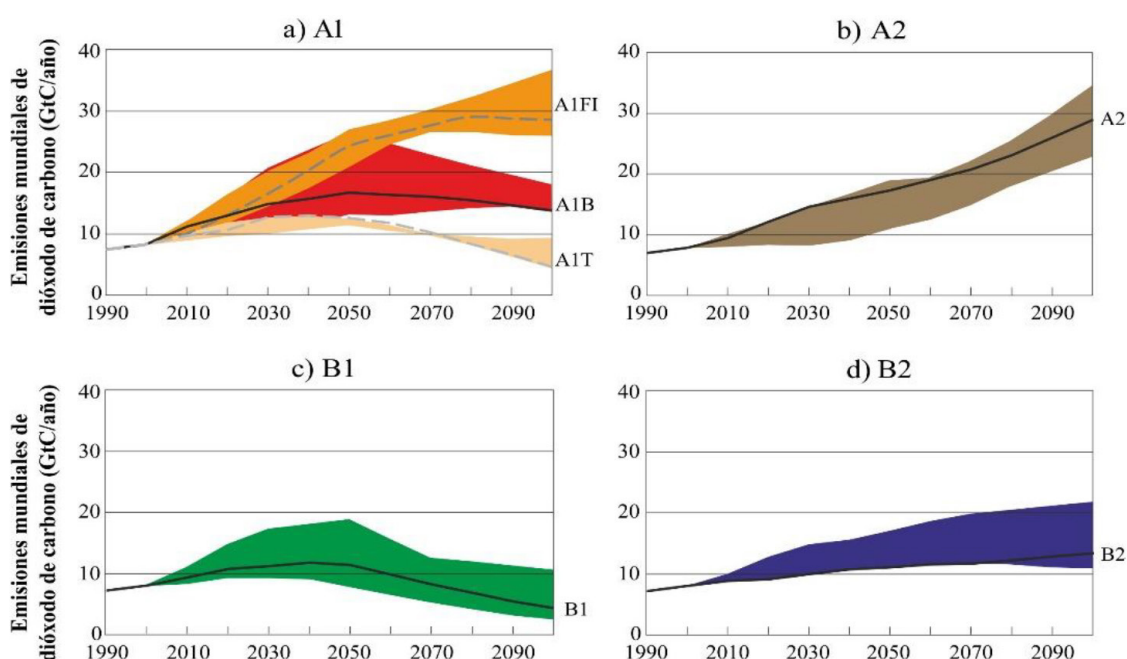 a) A1
Emisiones mundiales de
dióxodo de carbono (GtC/año)
40
30
20
10
0
A1FI
A1B
A1T
1990 2010 2030 2050 2070 2090
b) A2
40
30
20
10
0
A2
1990 2010 2030 2050 2070 2090
c) B1
Emisiones mundiales de
dióxodo de carbono (GtC/año)
40
30
20
10
0
B1
1990 2010 2030 2050 2070 2090
d) B2
40
30
20
10
0
B2
1990 2010 2030 2050 2070 2090